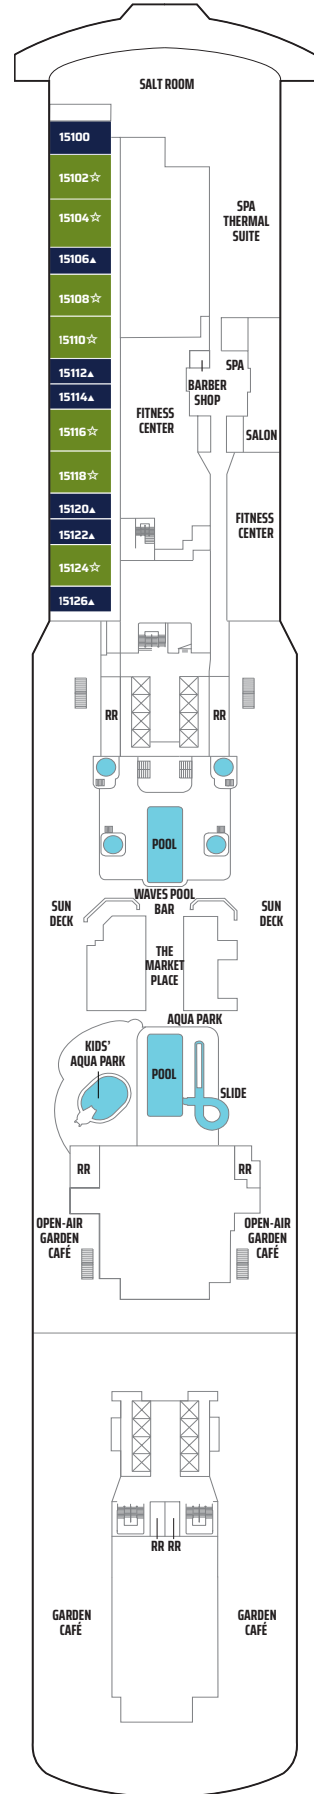 SALT ROOM
15100
15102☆
15104☆
15106▲
15108☆
15110☆
15112▲
15114▲
15116☆
15118☆
15120▲
15122▲
15124☆
15126▲
SPA
THERMAL
SUITE
SPA
BARBER
SHOP
FITNESS
CENTER
SALON
FITNESS
CENTER
RR
RR
POOL
WAVES POOL
BAR
SUN
DECK
SUN
DECK
THE
MARKET
PLACE
AQUA PARK
KIDS'
AQUA PARK
POOL
SLIDE
RR
RR
OPEN-AIR
GARDEN
CAFÉ
OPEN-AIR
GARDEN
CAFÉ
RR RR
GARDEN
CAFÉ
GARDEN
CAFÉ